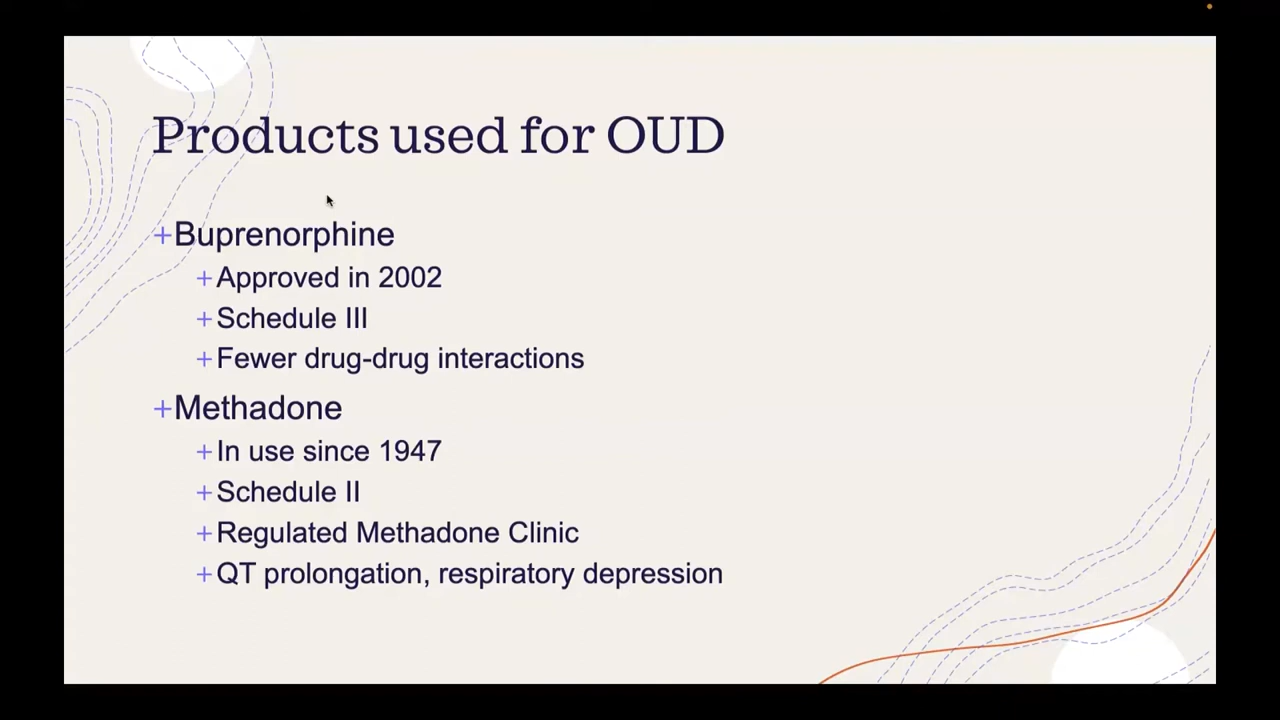 Products used for OUD
+Buprenorphine
+Approved in 2002
+Schedule III
+Fewer drug-drug interactions
+Methadone
+In use since 1947
+Schedule II
+Regulated Methadone Clinic
+QT prolongation, respiratory depression